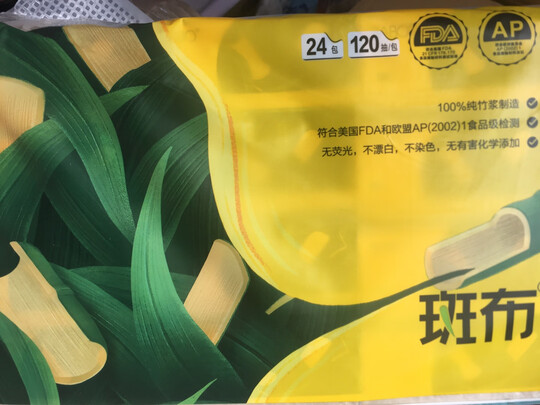 24包 120抽/包
FDA
AP
100%纯竹浆制造
符合美国FDA和欧盟AP(2002)1食品级检测
无荧光，不漂白，不染色，无有害化学添加
斑布